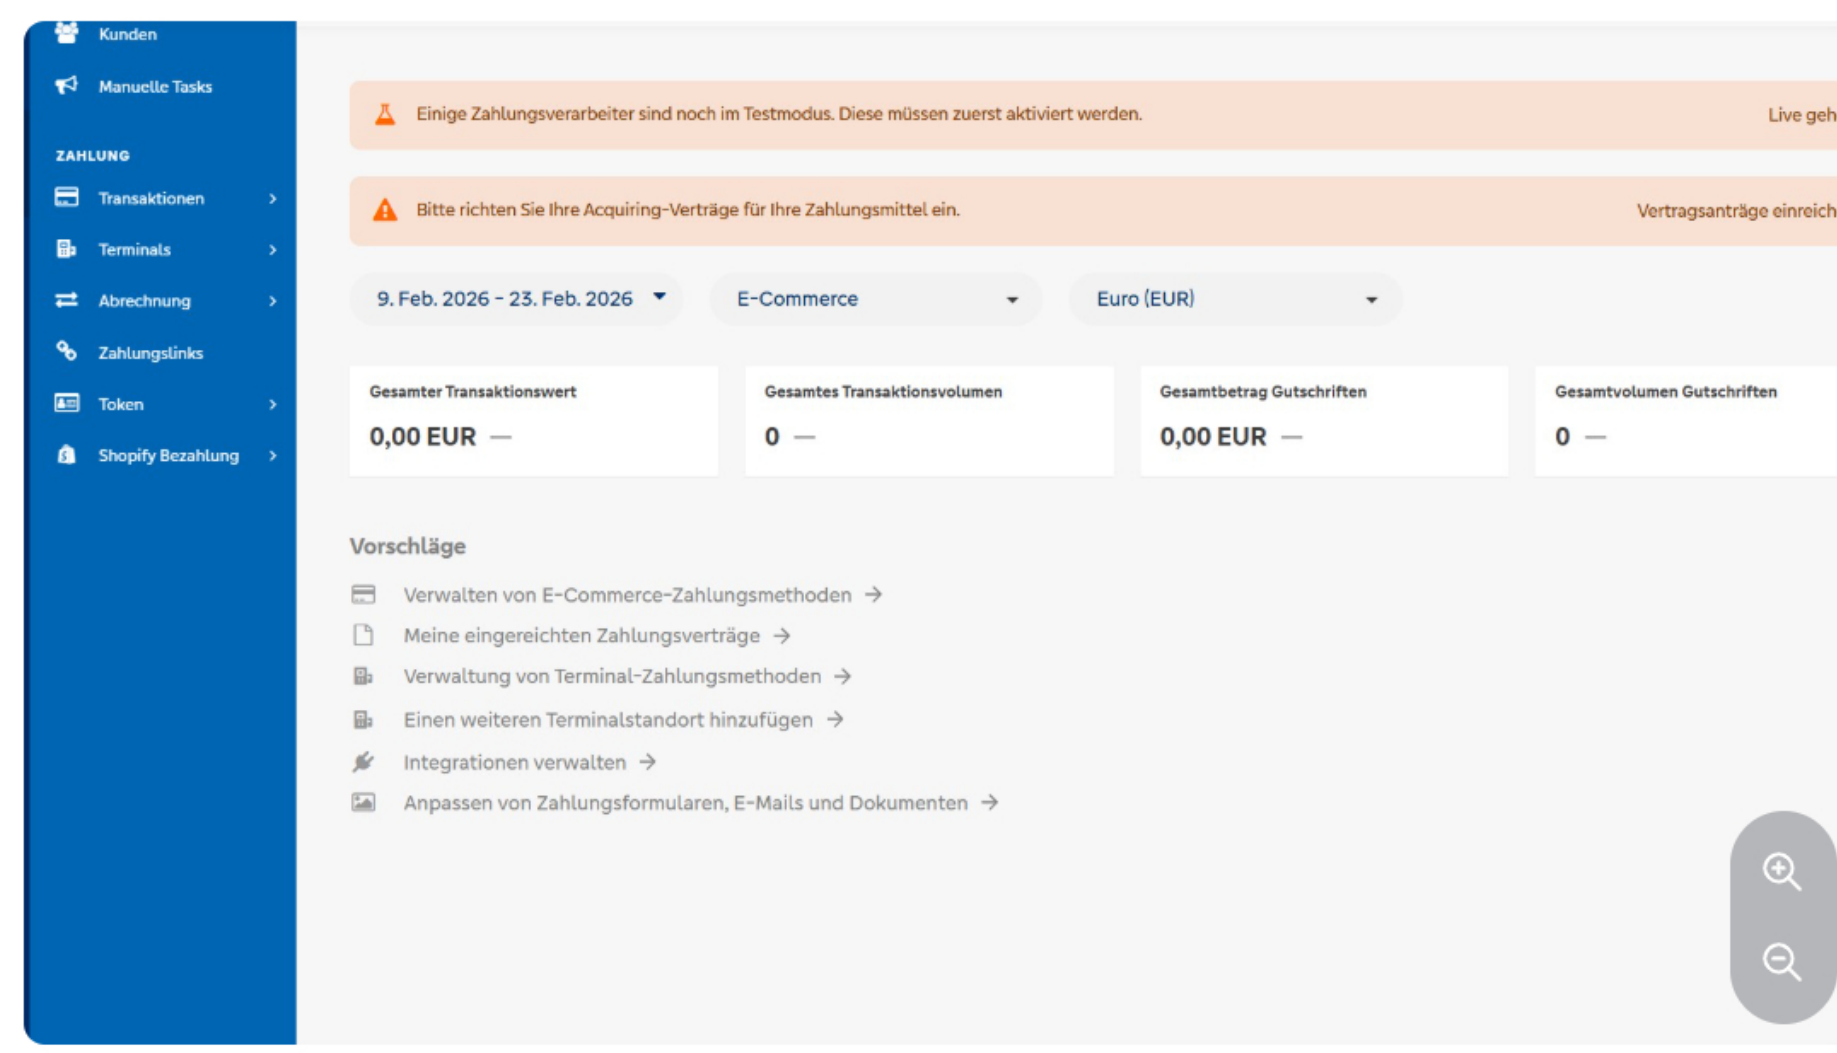 Kunden
Manuelle Tasks
ZAHLUNG
Transaktionen
Terminals
Abrechnung
Zahlungslinks
Token
Shopify Bezahlung
Einige Zahlungsverarbeiter sind noch im Testmodus. Diese müssen zuerst aktiviert werden. Live geh
Bitte richten Sie Ihre Acquiring-Verträge für Ihre Zahlungsmittel ein. Vertragsanträge einreich
9. Feb. 2026 - 23. Feb. 2026 E-Commerce Euro (EUR)
Gesamter Transaktionswert Gesamtes Transaktionsvolumen Gesamtbetrag Gutschriften Gesamtvolumen Gutschriften
0,00 EUR — 0 — 0,00 EUR — 0 —
Vorschläge
Verwalten von E-Commerce-Zahlungsmethoden →
Meine eingereichten Zahlungsverträge →
Verwaltung von Terminal-Zahlungsmethoden →
Einen weiteren Terminalstandort hinzufügen →
Integrationen verwalten →
Anpassen von Zahlungsformularen, E-Mails und Dokumenten →